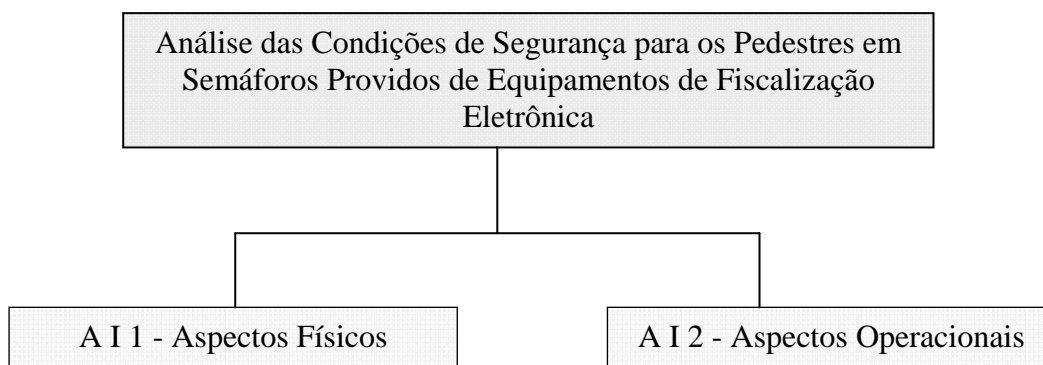 Análise das Condições de Segurança para os Pedestres em
Semáforos Providos de Equipamentos de Fiscalização
Eletrônica
A I 1 - Aspectos Físicos
A I 2 - Aspectos Operacionais